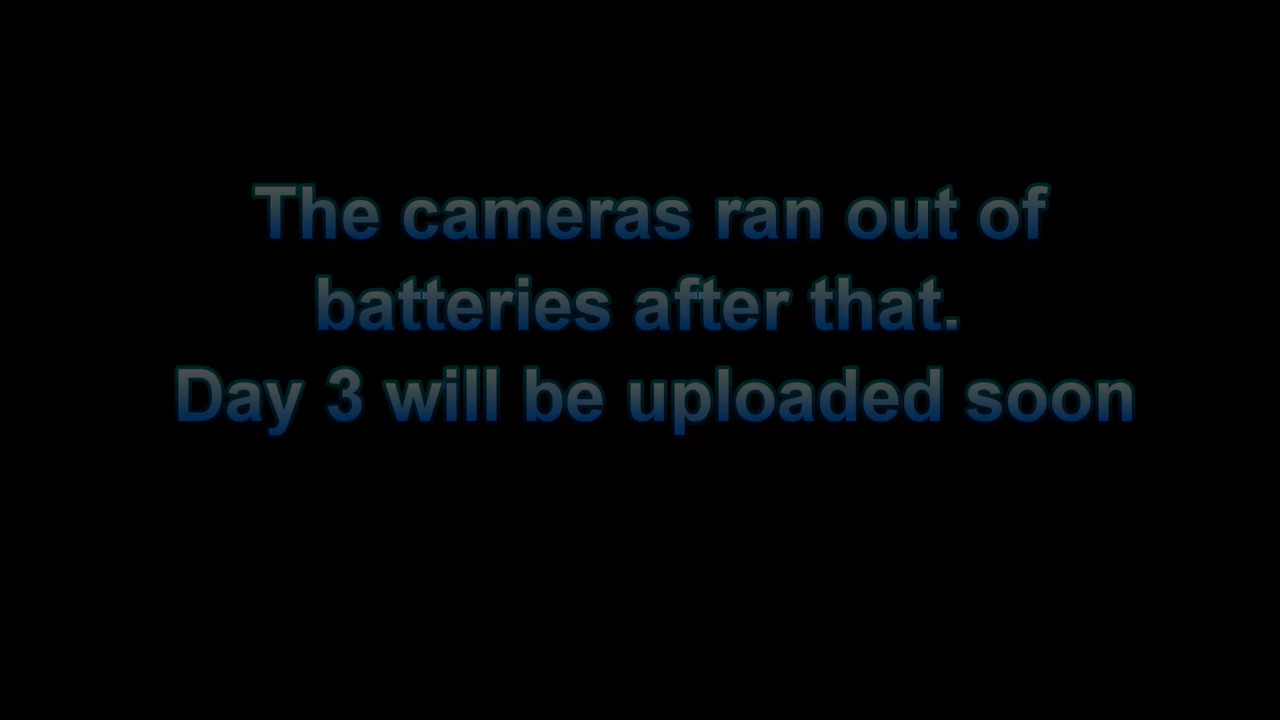 The cameras ran out of
batteries after that.
Day 3 will be uploaded soon